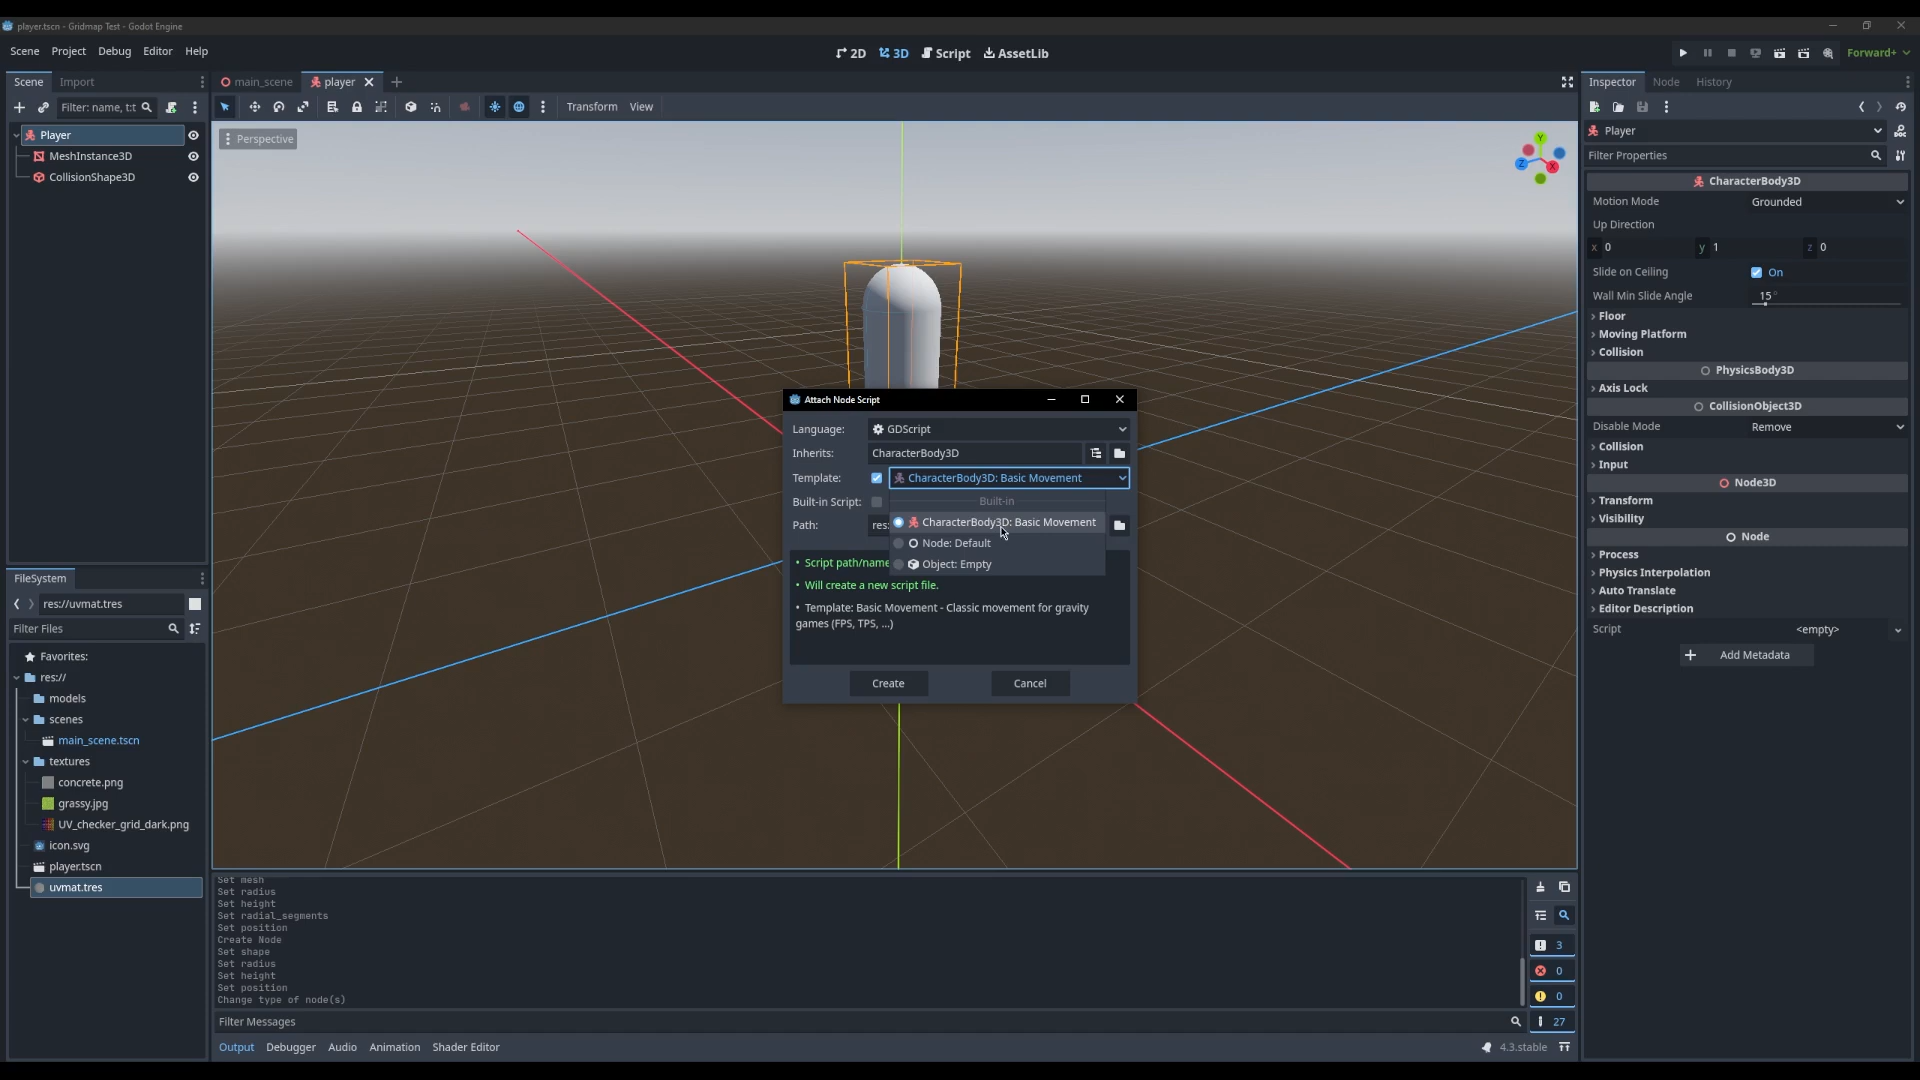 player.tscn - Gridmap Test - Godot Engine
Scene Project Debug Editor Help
2D 3D Script AssetLib
Forward+
Scene Import
main_scene player
Inspector Node History
Filter: name, t:t
Transform View
Player
MeshInstance3D
CollisionShape3D
Perspective
Y
Z
X
Player
Filter Properties
CharacterBody3D
Motion Mode Grounded
Up Direction
x 0 y 1 z 0
Slide on Ceiling On
Wall Min Slide Angle 15 °
Floor
Moving Platform
Collision
PhysicsBody3D
Axis Lock
CollisionObject3D
Disable Mode Remove
Collision
Input
Node3D
Transform
Visibility
Node
Process
Physics Interpolation
Auto Translate
Editor Description
Script <empty>
Add Metadata
Attach Node Script
Language: GDScript
Inherits: CharacterBody3D
Template: CharacterBody3D: Basic Movement
Built-in Script:
Built-in
Path: res:
CharacterBody3D: Basic Movement
Node: Default
Object: Empty
• Script path/name
• Will create a new script file.
• Template: Basic Movement - Classic movement for gravity
games (FPS, TPS, ...)
Create Cancel
FileSystem
res://uvmat.tres
Filter Files
Favorites:
res://
models
scenes
main_scene.tscn
textures
concrete.png
grassy.jpg
UV_checker_grid_dark.png
icon.svg
player.tscn
uvmat.tres
Set mesh
Set radius
Set height
Set radial_segments
Set position
Create Node
Set shape
Set radius
Set height
Set position
Change type of node(s)
3
0
0
27
Filter Messages
Output Debugger Audio Animation Shader Editor
4.3.stable